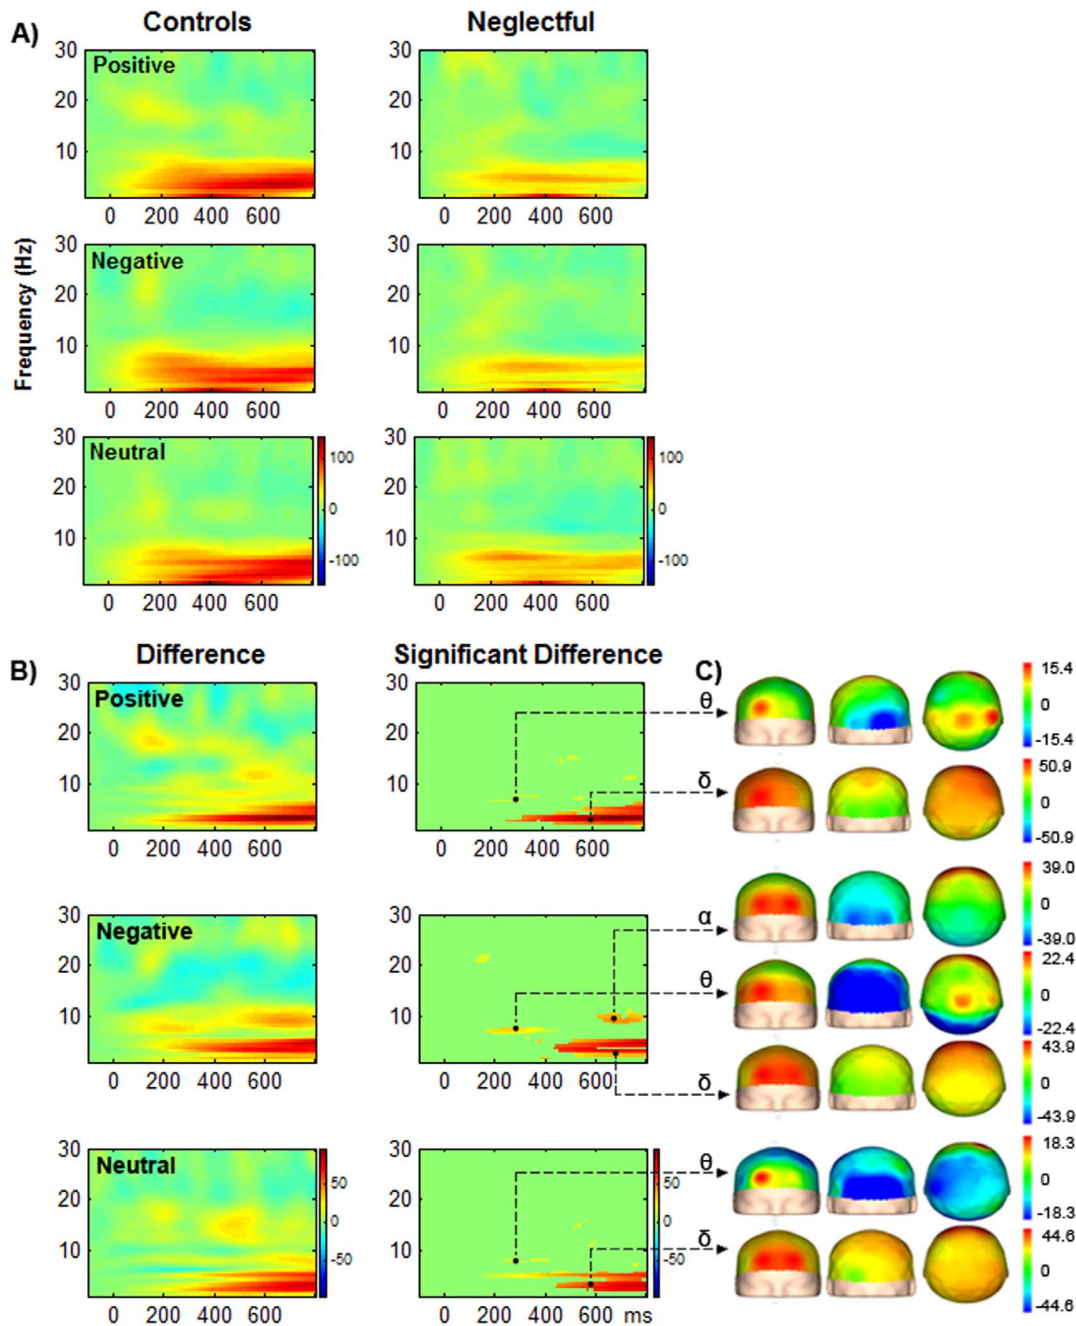 A) Controls Neglectful
Positive
30 20 10
0 200 400 600
30 20 10
0 200 400 600
Frequency (Hz)
Negative
30 20 10
0 200 400 600
30 20 10
0 200 400 600
Neutral
30 20 10
0 200 400 600
100 0 -100
30 20 10
0 200 400 600
100 0 -100
B) Difference Significant Difference C)
Positive
30 20 10
0 200 400 600
30 20 10
0 200 400 600
θ
15.4 0 -15.4
δ
50.9 0 -50.9
Negative
30 20 10
0 200 400 600
30 20 10
0 200 400 600
α
39.0 0 -39.0
θ
22.4 0 -22.4
δ
43.9 0 -43.9
Neutral
30 20 10
0 200 400 600
50 0 -50
30 20 10
0 200 400 600 ms
50 0 -50
θ
18.3 0 -18.3
δ
44.6 0 -44.6